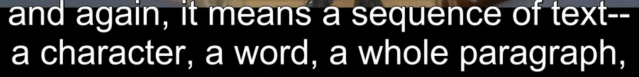 and again, it means a sequence of text--
a character, a word, a whole paragraph,